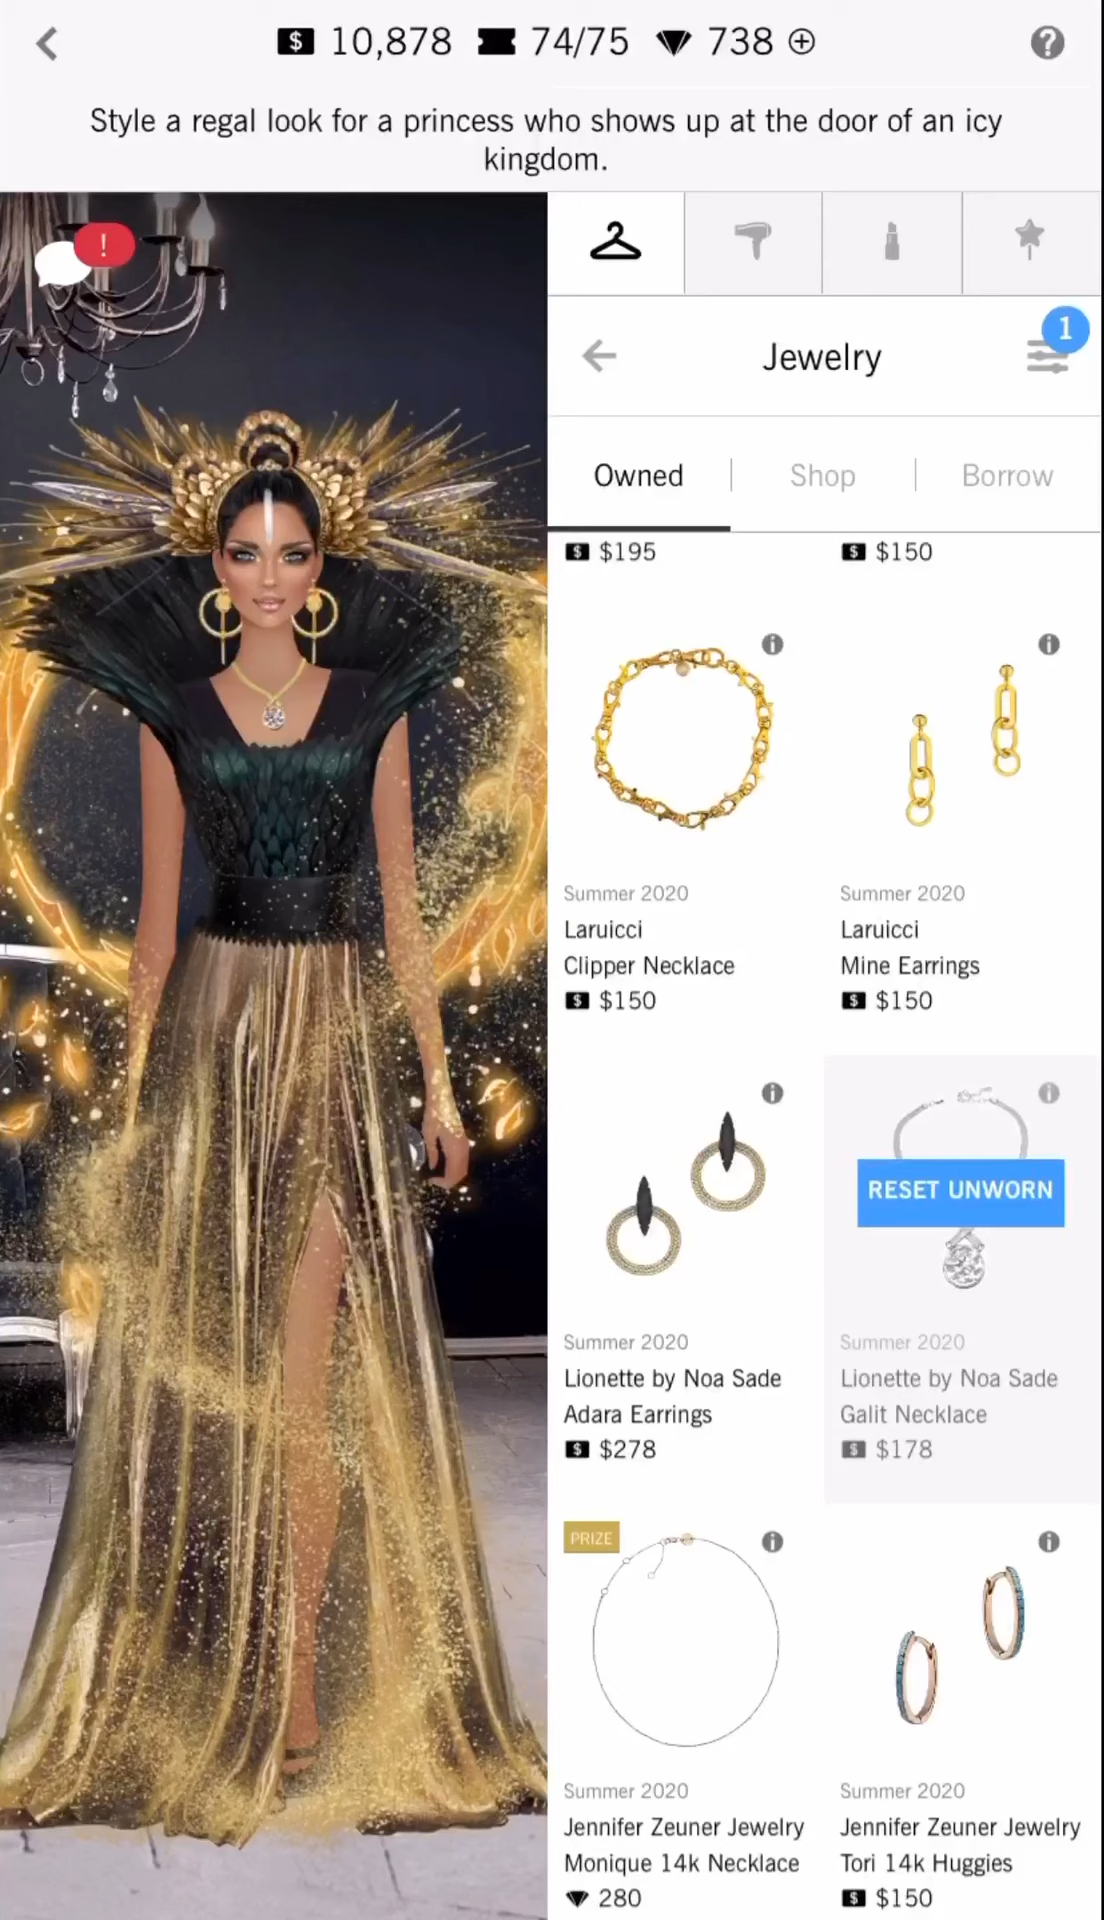 $ 10,878 74/75 738 ?
Style a regal look for a princess who shows up at the door of an icy
kingdom.
!
1
Jewelry
Owned Shop Borrow
$ $195 $ $150
Summer 2020 Summer 2020
Laruicci Laruicci
Clipper Necklace Mine Earrings
$ $150 $ $150
RESET UNWORN
Summer 2020 Summer 2020
Lionette by Noa Sade Lionette by Noa Sade
Adara Earrings Galit Necklace
$ $278 $ $178
PRIZE
Summer 2020 Summer 2020
Jennifer Zeuner Jewelry Jennifer Zeuner Jewelry
Monique 14k Necklace Tori 14k Huggies
280 $ $150